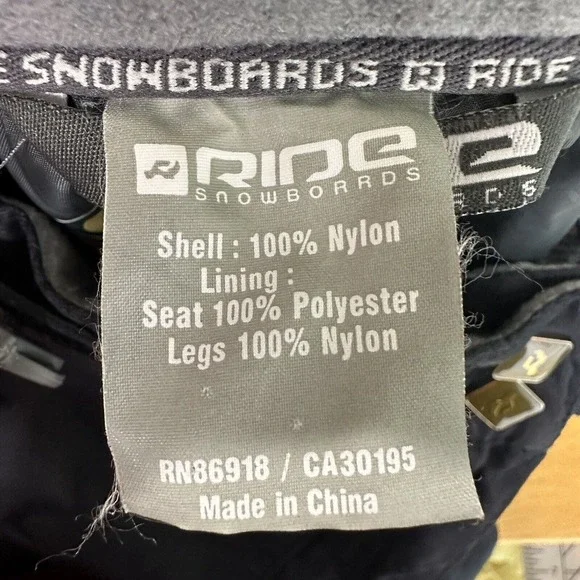 E SNOWBOARDS R RIDE
RIDE
SNOWBOARDS
RDS
Shell : 100% Nylon
Lining :
Seat 100% Polyester
Legs 100% Nylon
RN86918 / CA30195
Made in China